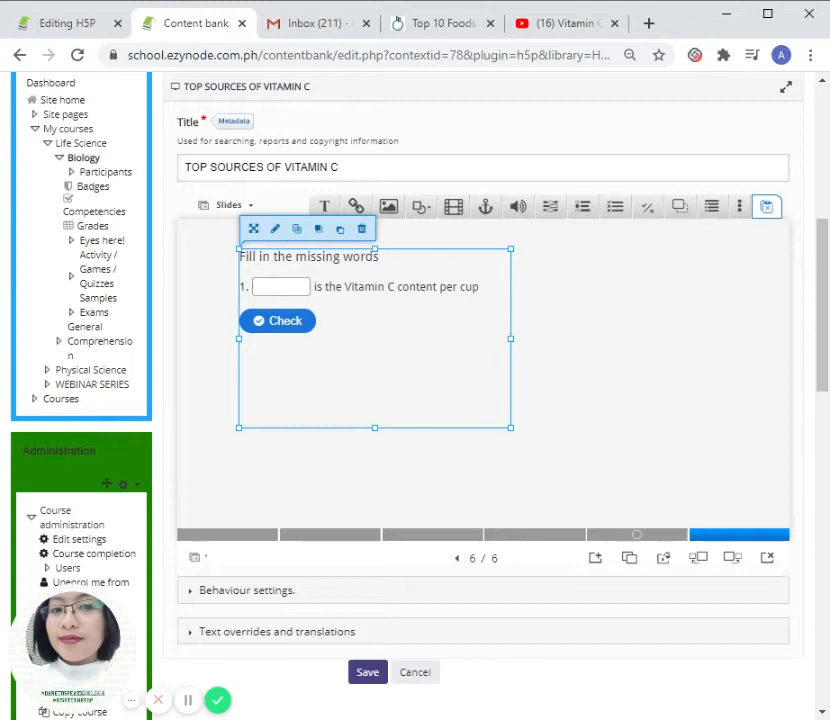 Editing H5P
Content bank
Inbox (211) -
Top 10 Foods
(16) Vitamin C
school.ezynode.com.ph/contentbank/edit.php?contextid=78&plugin=h5p&library=H...
A
Dashboard
Site home
Site pages
My courses
Life Science
Biology
Participants
Badges
Competencies
Grades
Eyes here!
Activity /
Games /
Quizzes
Samples
Exams
General
Comprehensio
n
Physical Science
WEBINAR SERIES
Courses
Administration
Course
administration
Edit settings
Course completion
Users
Unenrol me from
Copy course
TOP SOURCES OF VITAMIN C
Title * Metadata
Used for searching, reports and copyright information
TOP SOURCES OF VITAMIN C
Slides
T
Fill in the missing words
1. is the Vitamin C content per cup
Check
6 / 6
Behaviour settings.
Text overrides and translations
Save Cancel